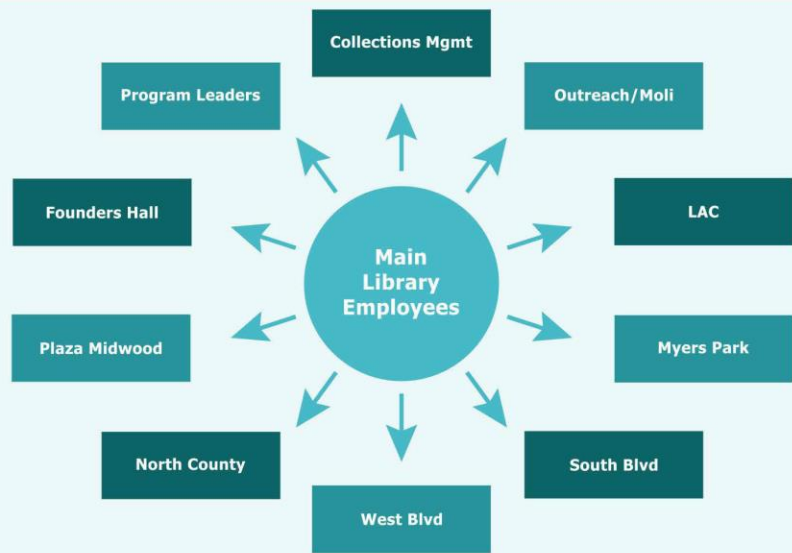 Collections Mgmt
Program Leaders
Outreach/Moli
Founders Hall
LAC
Main
Library
Employees
Plaza Midwood
Myers Park
North County
South Blvd
West Blvd